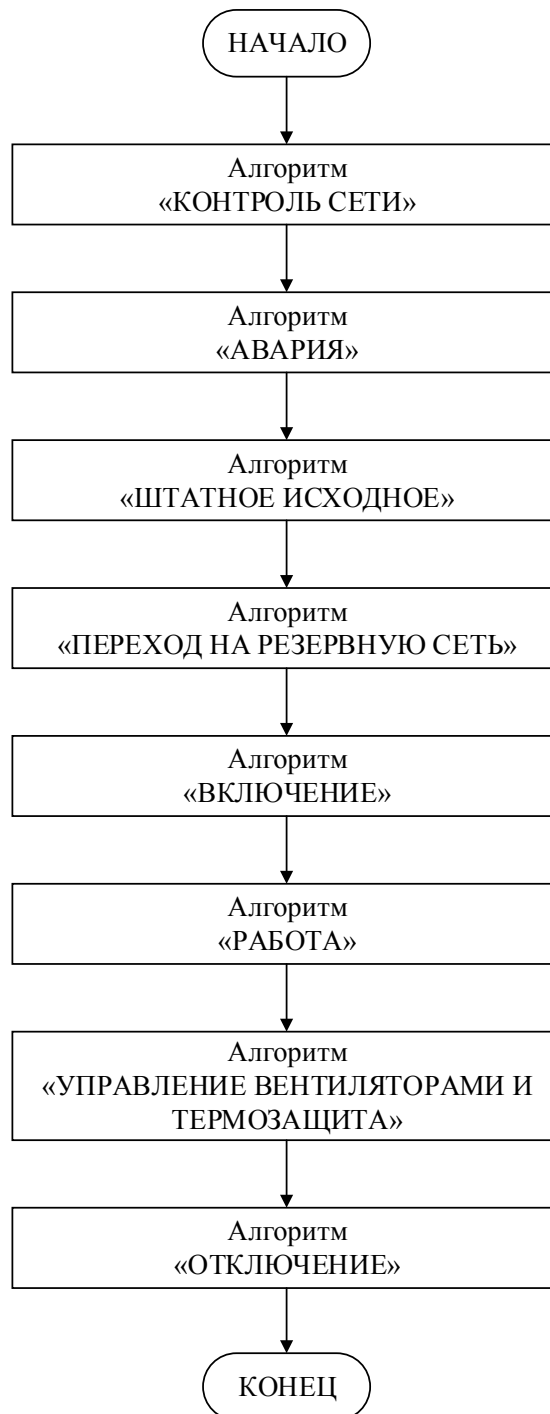 НАЧАЛО
Алгоритм
«КОНТРОЛЬ СЕТИ»
Алгоритм
«АВАРИЯ»
Алгоритм
«ШТАТНОЕ ИСХОДНОЕ»
Алгоритм
«ПЕРЕХОД НА РЕЗЕРВНУЮ СЕТЬ»
Алгоритм
«ВКЛЮЧЕНИЕ»
Алгоритм
«РАБОТА»
Алгоритм
«УПРАВЛЕНИЕ ВЕНТИЛЯТОРАМИ И
ТЕРМОЗАЩИТА»
Алгоритм
«ОТКЛЮЧЕНИЕ»
КОНЕЦ